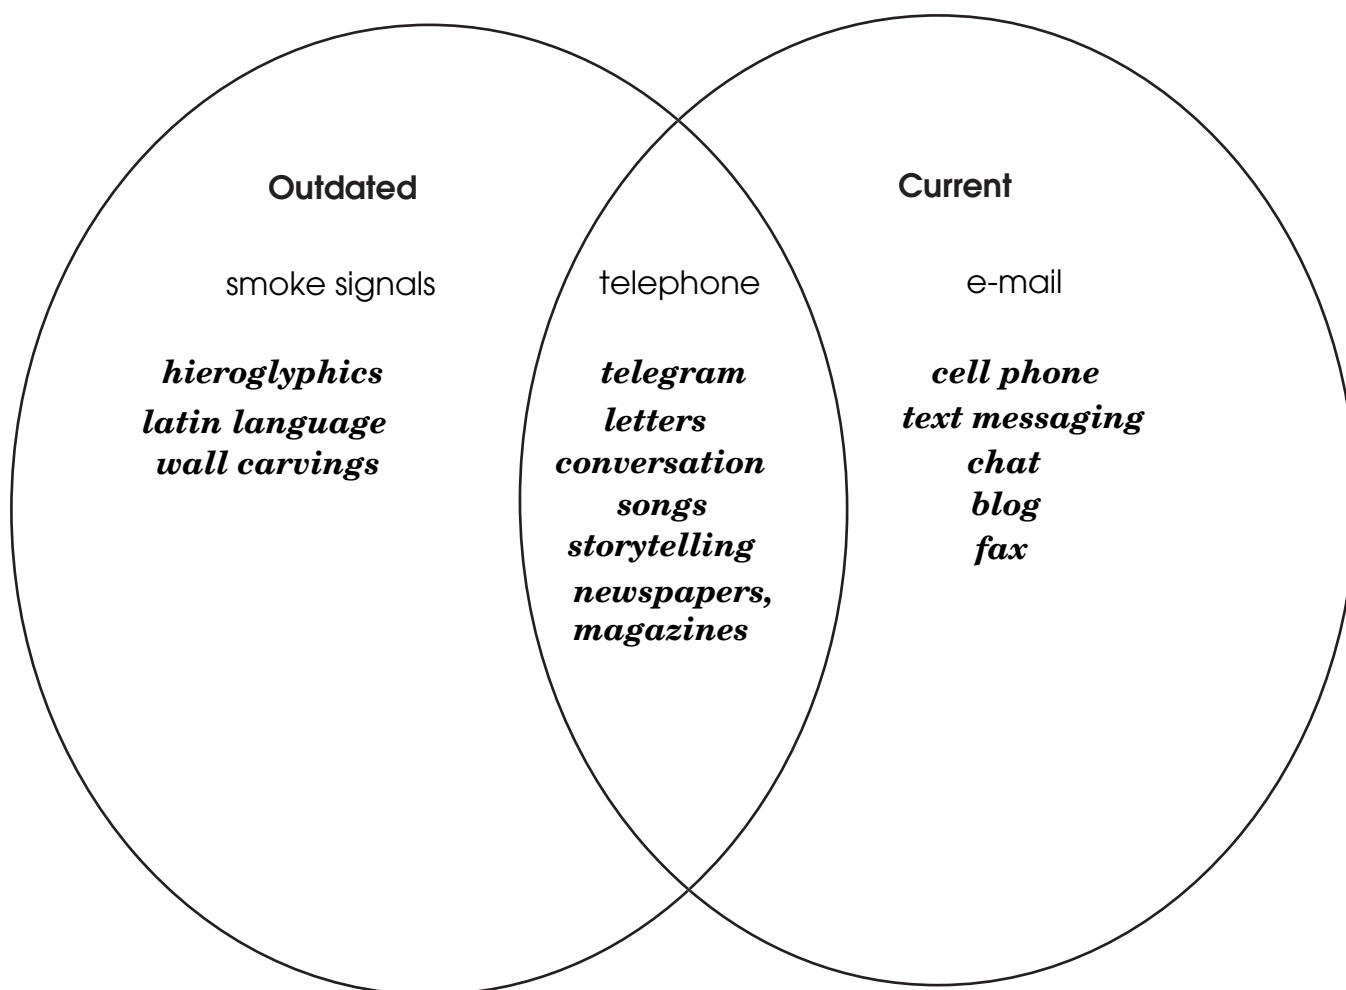 Outdated
smoke signals
hieroglyphics
latin language
wall carvings
telephone
telegram
letters
conversation
songs
storytelling
newspapers,
magazines
Current
e-mail
cell phone
text messaging
chat
blog
fax